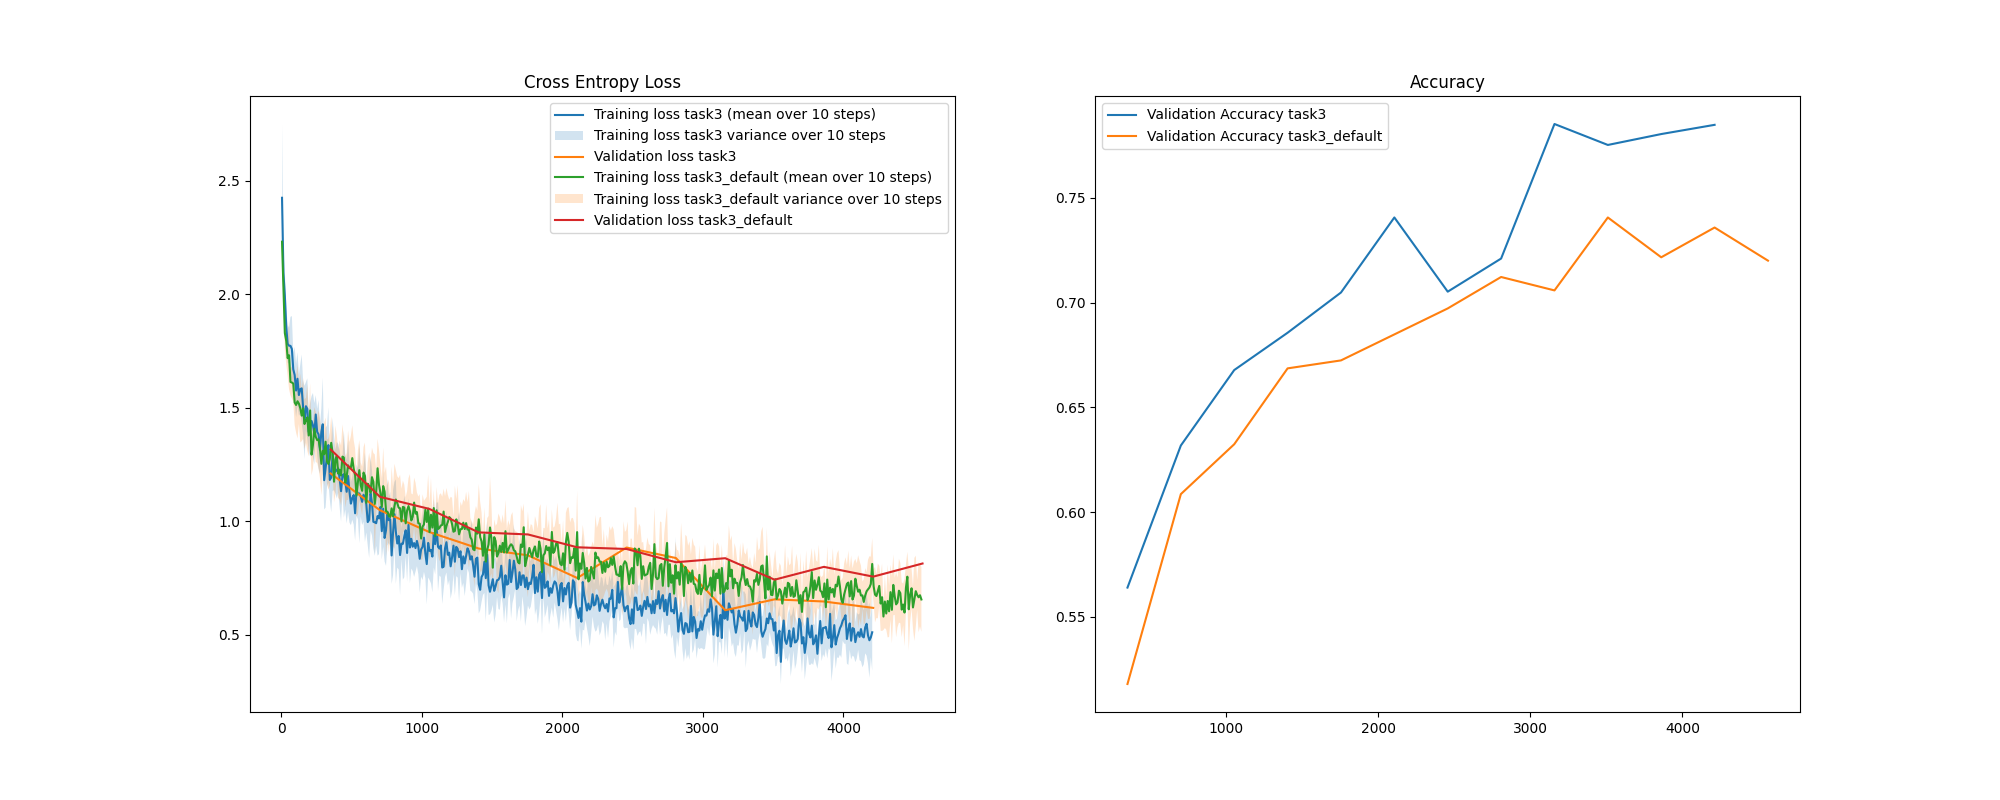 Cross Entropy Loss
Training loss task3 (mean over 10 steps)
Training loss task3 variance over 10 steps
Validation loss task3
Training loss task3_default (mean over 10 steps)
Training loss task3_default variance over 10 steps
Validation loss task3_default
2.5
2.0
1.5
1.0
0.5
0
1000
2000
3000
4000
Accuracy
Validation Accuracy task3
Validation Accuracy task3_default
0.75
0.70
0.65
0.60
0.55
1000
2000
3000
4000